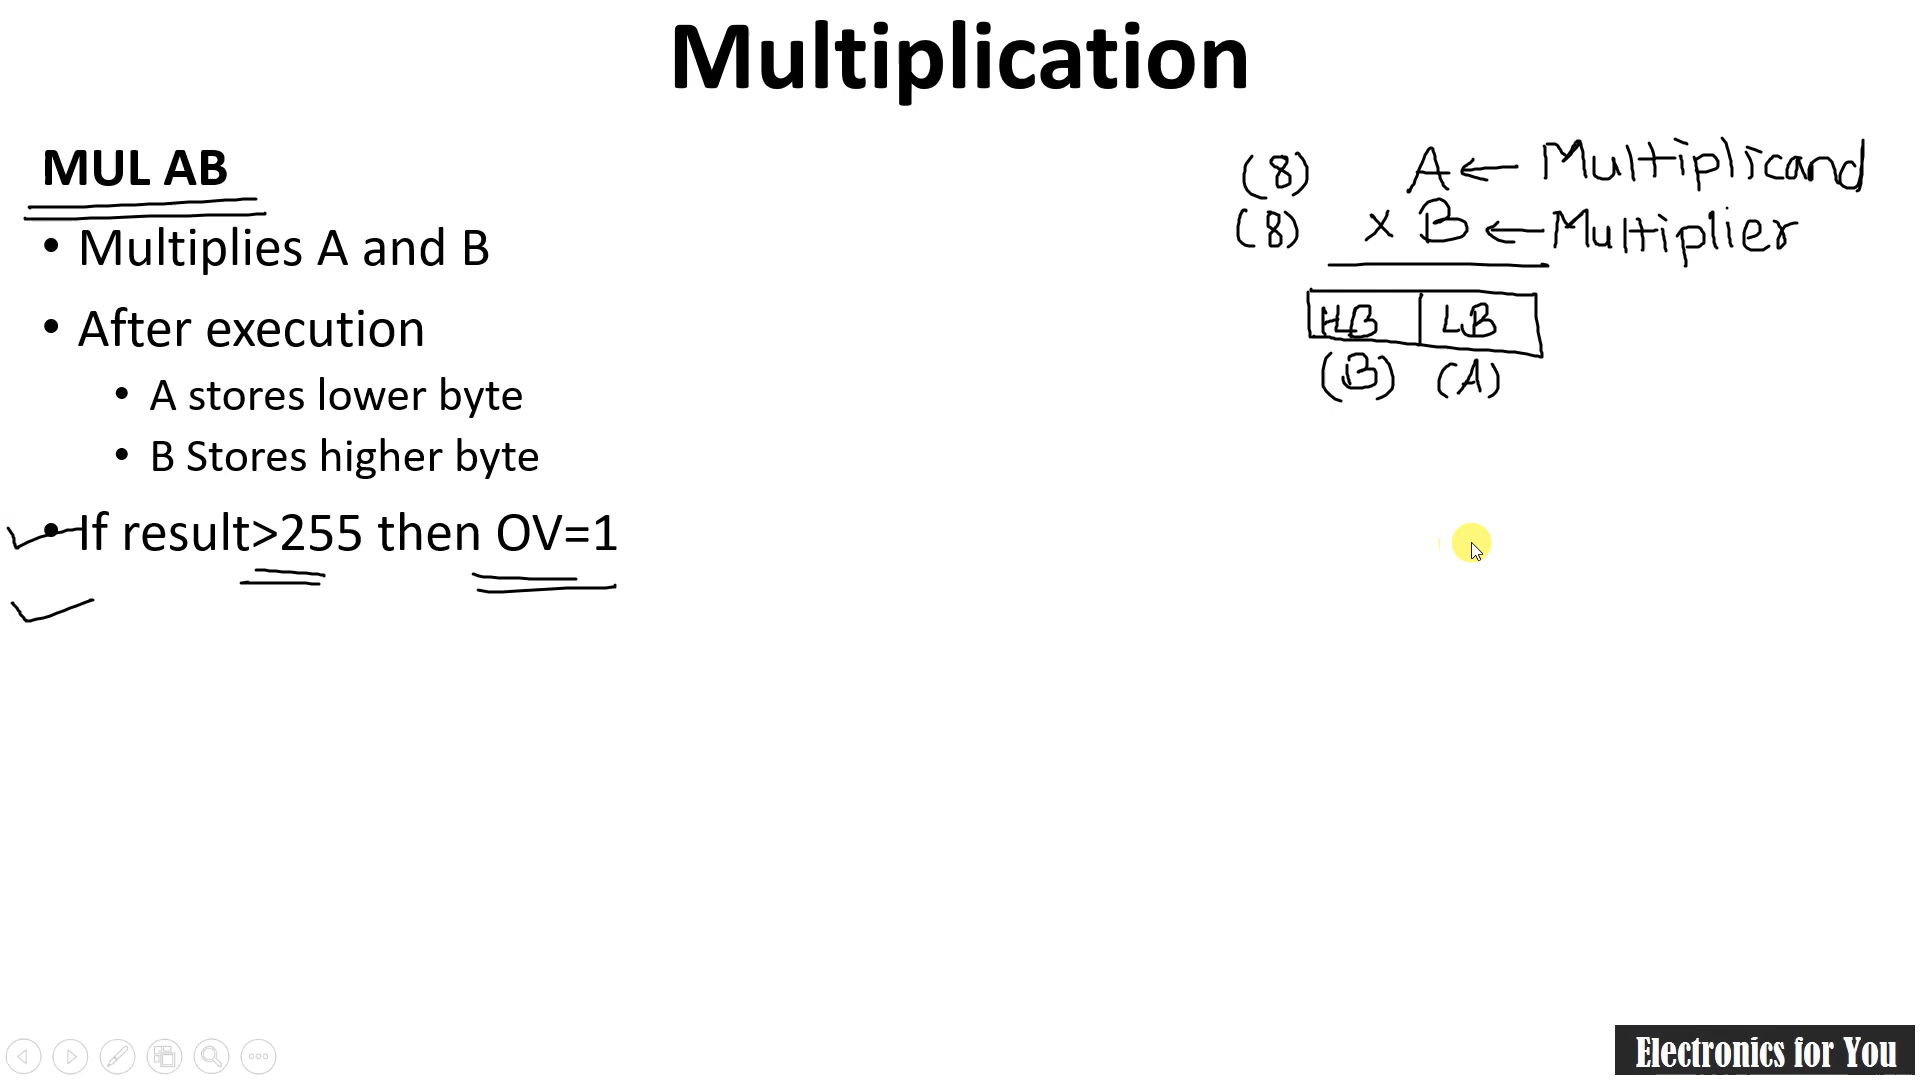 Multiplication
MUL AB
• Multiplies A and B
• After execution
• A stores lower byte
• B Stores higher byte
• If result>255 then OV=1
(8) A ← Multiplicand
(8) × B ← Multiplier
HB LB
(B) (A)
Electronics for You